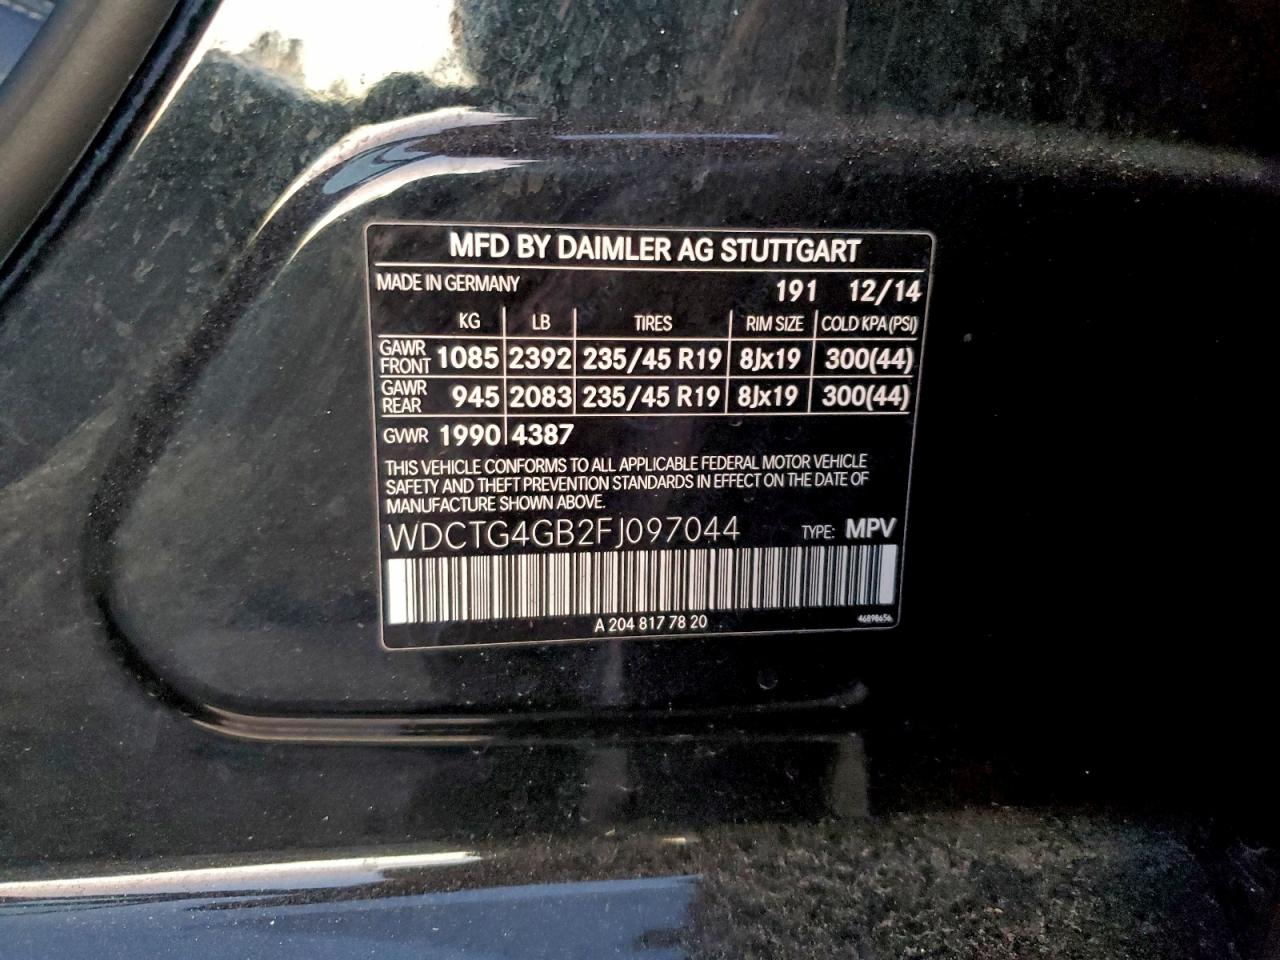 MFD BY DAIMLER AG STUTTGART
MADE IN GERMANY 191 12/14
KG LB TIRES RIM SIZE COLD KPA (PSI)
GAWR FRONT 1085 2392 235/45 R19 8Jx19 300(44)
GAWR REAR 945 2083 235/45 R19 8Jx19 300(44)
GVWR 1990 4387
THIS VEHICLE CONFORMS TO ALL APPLICABLE FEDERAL MOTOR VEHICLE
SAFETY AND THEFT PREVENTION STANDARDS IN EFFECT ON THE DATE OF
MANUFACTURE SHOWN ABOVE.
WDCTG4GB2FJ097044 TYPE: MPV
A 204 817 78 20 46898656